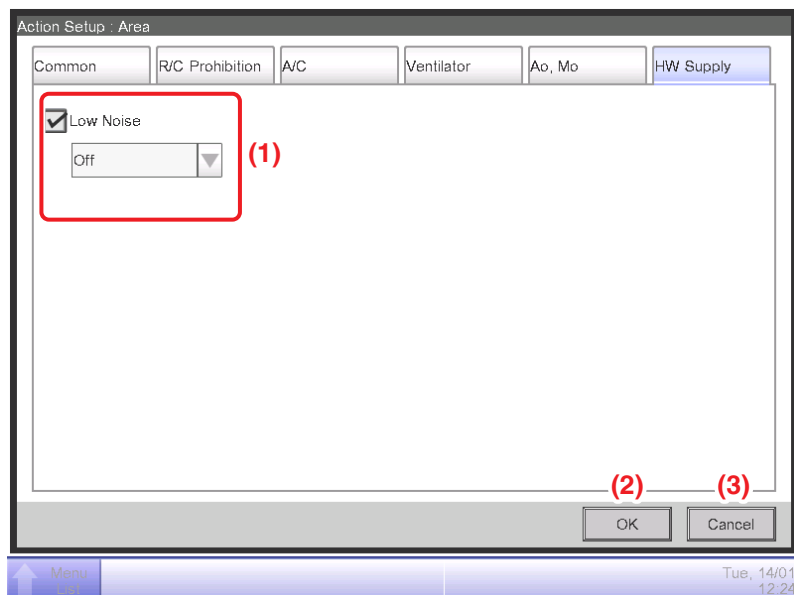 Action Setup : Area
Common R/C Prohibition A/C Ventilator Ao, Mo HW Supply
Low Noise
Off
(1)
(2) (3)
OK Cancel
Menu Tue, 14/01
List 12:24